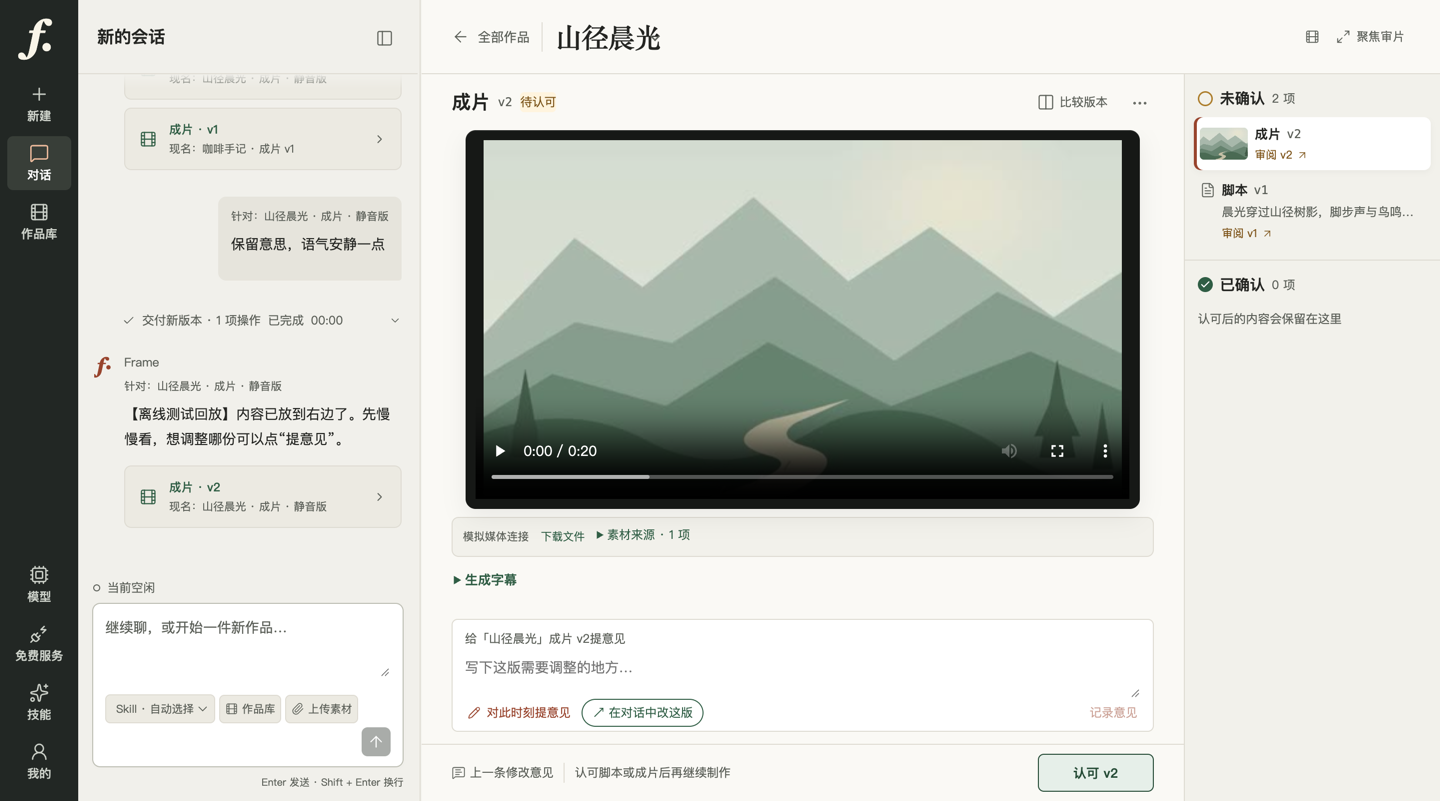 f.
新建
对话
作品库
模型
免费服务
技能
我的
新的会话
现名：山径晨光 · 成片 · 静音版
成片 · v1
现名：咖啡手记 · 成片 v1
针对：山径晨光 · 成片 · 静音版
保留意思，语气安静一点
交付新版本 · 1 项操作 已完成 00:00
f.
Frame
针对：山径晨光 · 成片 · 静音版
【离线测试回放】内容已放到右边了。先慢
慢看，想调整哪份可以点“提意见”。
成片 · v2
现名：山径晨光 · 成片 · 静音版
当前空闲
继续聊，或开始一件新作品…
Skill · 自动选择
作品库
上传素材
Enter 发送 · Shift + Enter 换行
全部作品
山径晨光
聚焦审片
成片 v2 待认可
比较版本
0:00 / 0:20
模拟媒体连接 下载文件 素材来源 · 1 项
生成字幕
给「山径晨光」成片 v2提意见
写下这版需要调整的地方…
对此时刻提意见
在对话中改这版
记录意见
上一条修改意见
认可脚本或成片后再继续制作
认可 v2
未确认 2 项
成片 v2
审阅 v2
脚本 v1
晨光穿过山径树影，脚步声与鸟鸣…
审阅 v1
已确认 0 项
认可后的内容会保留在这里